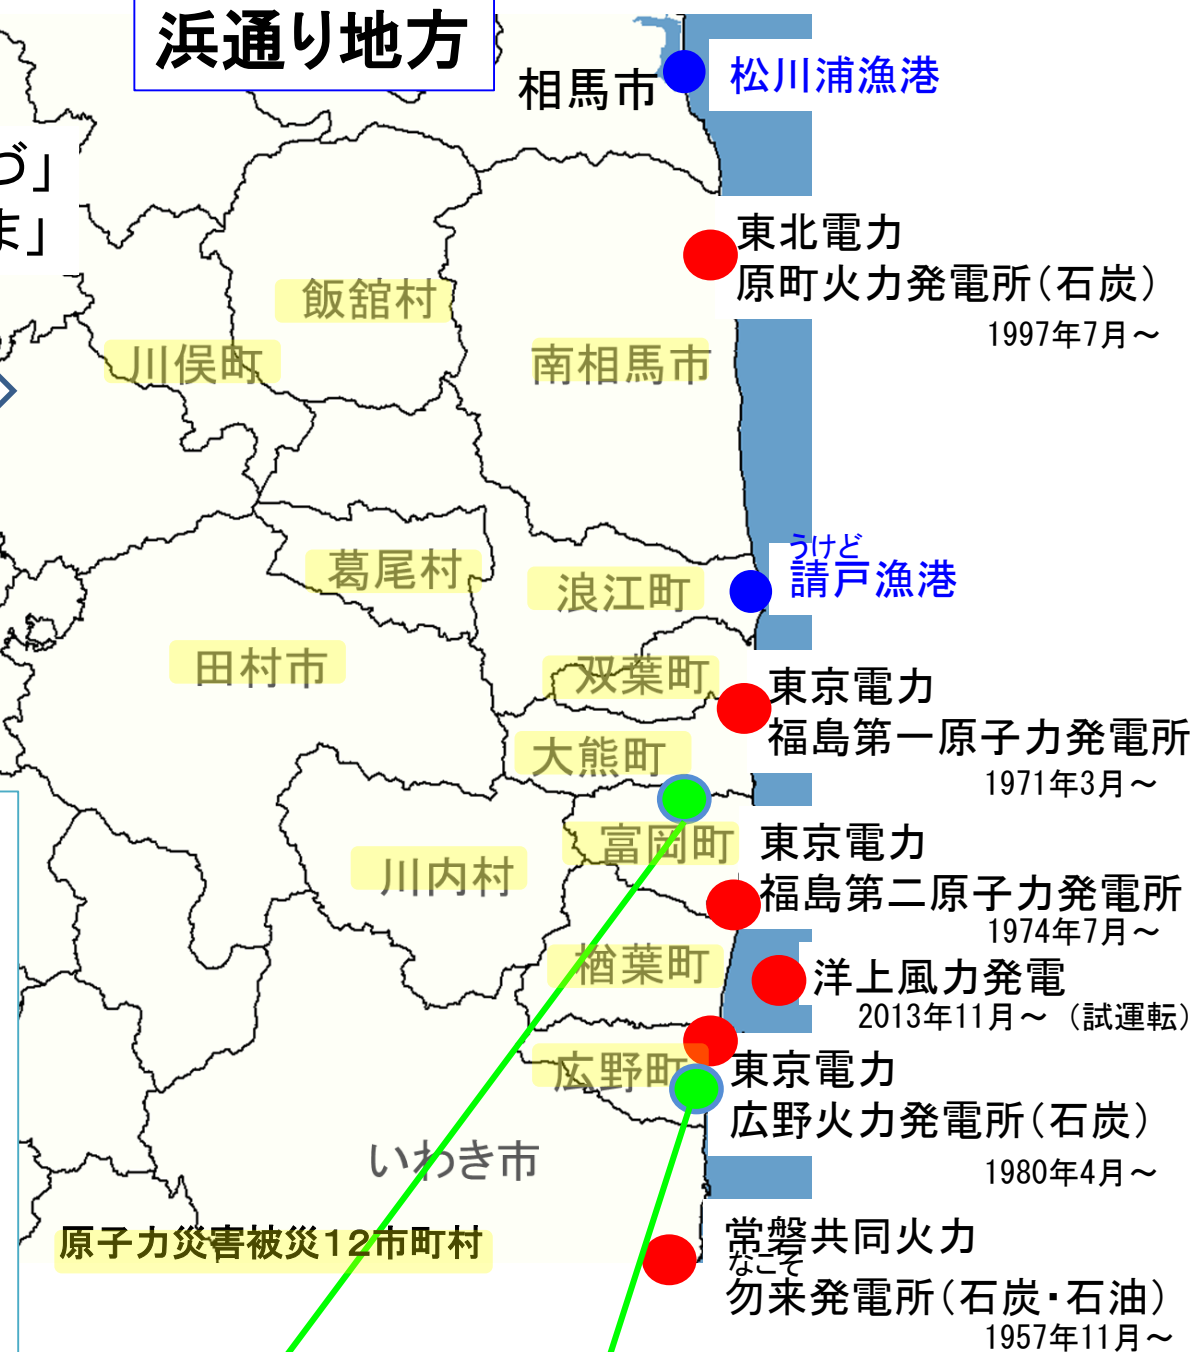 浜通り地方
相馬市
松川浦漁港
づ」
ま」
東北電力
原町火力発電所(石炭)
1997年7月～
飯舘村
川俣町
南相馬市
葛尾村
浪江町
うけど
請戸漁港
田村市
双葉町
東京電力
福島第一原子力発電所
1971年3月～
大熊町
富岡町
東京電力
福島第二原子力発電所
1974年7月～
川内村
楢葉町
洋上風力発電
2013年11月～（試運転）
広野町
東京電力
広野火力発電所(石炭)
1980年4月～
いわき市
原子力災害被災12市町村
常磐共同火力
なこそ
勿来発電所(石炭・石油)
1957年11月～